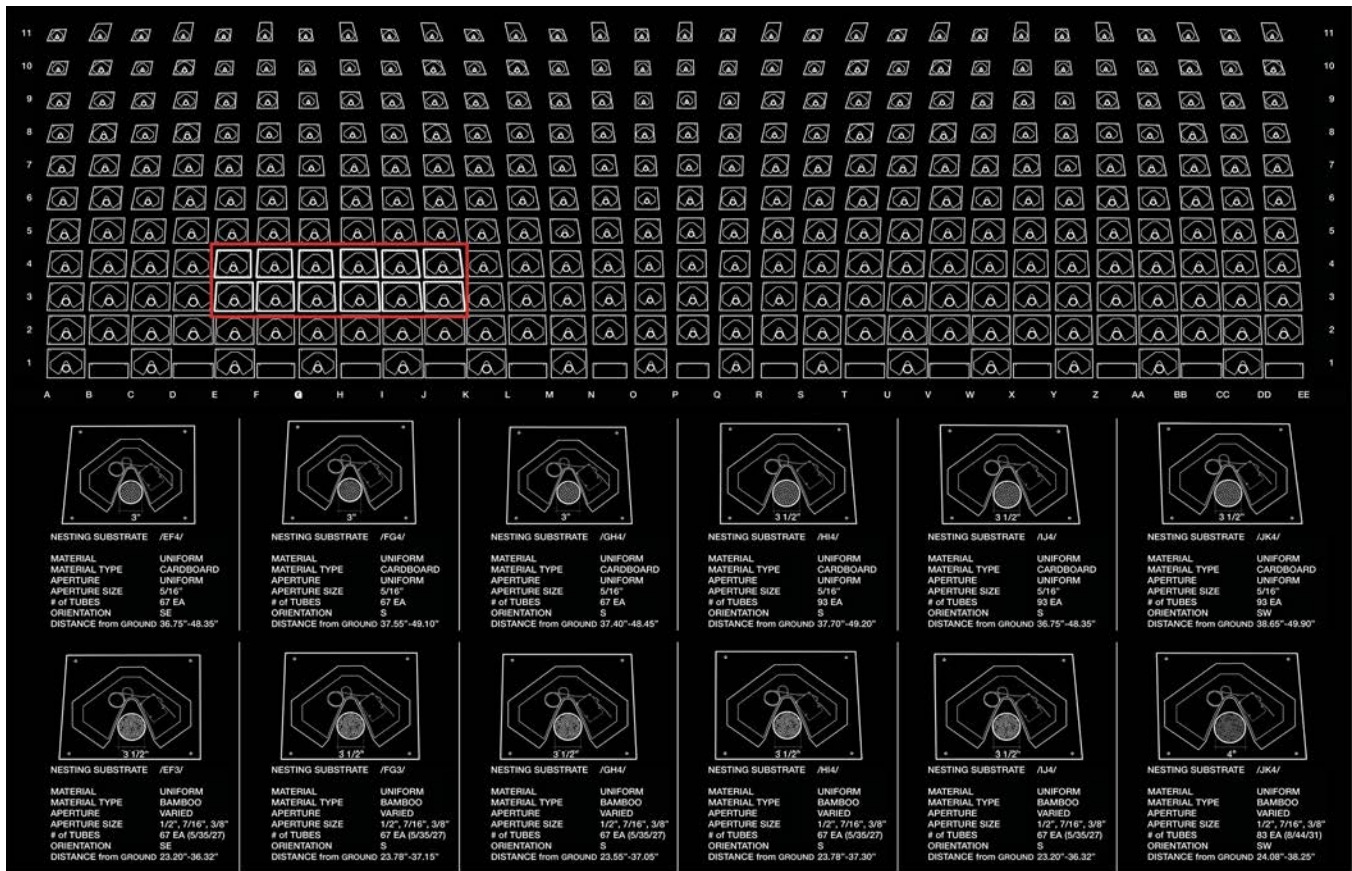 11 11
10 10
9 9
8 8
7 7
6 6
5 5
4 4
3 3
2 2
1 1
A B C D E F G H I J K L M N O P Q R S T U V W X Y Z AA BB CC DD EE
3"
NESTING SUBSTRATE /EF4/
MATERIAL UNIFORM
MATERIAL TYPE CARDBOARD
APERTURE UNIFORM
APERTURE SIZE 5/16"
# of TUBES 67 EA
ORIENTATION SE
DISTANCE from GROUND 36.75"-48.35"
3"
NESTING SUBSTRATE /FG4/
MATERIAL UNIFORM
MATERIAL TYPE CARDBOARD
APERTURE UNIFORM
APERTURE SIZE 5/16"
# of TUBES 67 EA
ORIENTATION S
DISTANCE from GROUND 37.55"-49.10"
3"
NESTING SUBSTRATE /GH4/
MATERIAL UNIFORM
MATERIAL TYPE CARDBOARD
APERTURE UNIFORM
APERTURE SIZE 5/16"
# of TUBES 67 EA
ORIENTATION S
DISTANCE from GROUND 37.40"-48.45"
3 1/2"
NESTING SUBSTRATE /HI4/
MATERIAL UNIFORM
MATERIAL TYPE CARDBOARD
APERTURE UNIFORM
APERTURE SIZE 5/16"
# of TUBES 93 EA
ORIENTATION S
DISTANCE from GROUND 37.70"-49.20"
3 1/2"
NESTING SUBSTRATE /IJ4/
MATERIAL UNIFORM
MATERIAL TYPE CARDBOARD
APERTURE UNIFORM
APERTURE SIZE 5/16"
# of TUBES 93 EA
ORIENTATION S
DISTANCE from GROUND 36.75"-48.35"
3 1/2"
NESTING SUBSTRATE /JK4/
MATERIAL UNIFORM
MATERIAL TYPE CARDBOARD
APERTURE UNIFORM
APERTURE SIZE 5/16"
# of TUBES 93 EA
ORIENTATION SW
DISTANCE from GROUND 38.65"-49.90"
3 1/2"
NESTING SUBSTRATE /EF3/
MATERIAL UNIFORM
MATERIAL TYPE BAMBOO
APERTURE VARIED
APERTURE SIZE 1/2", 7/16", 3/8"
# of TUBES 67 EA (5/35/27)
ORIENTATION SE
DISTANCE from GROUND 23.20"-36.32"
3 1/2"
NESTING SUBSTRATE /FG3/
MATERIAL UNIFORM
MATERIAL TYPE BAMBOO
APERTURE VARIED
APERTURE SIZE 1/2", 7/16", 3/8"
# of TUBES 67 EA (5/35/27)
ORIENTATION S
DISTANCE from GROUND 23.78"-37.15"
3 1/2"
NESTING SUBSTRATE /GH4/
MATERIAL UNIFORM
MATERIAL TYPE BAMBOO
APERTURE VARIED
APERTURE SIZE 1/2", 7/16", 3/8"
# of TUBES 67 EA (5/35/27)
ORIENTATION S
DISTANCE from GROUND 23.55"-37.05"
3 1/2"
NESTING SUBSTRATE /HI4/
MATERIAL UNIFORM
MATERIAL TYPE BAMBOO
APERTURE VARIED
APERTURE SIZE 1/2", 7/16", 3/8"
# of TUBES 67 EA (5/35/27)
ORIENTATION S
DISTANCE from GROUND 23.78"-37.30"
3 1/2"
NESTING SUBSTRATE /IJ4/
MATERIAL UNIFORM
MATERIAL TYPE BAMBOO
APERTURE VARIED
APERTURE SIZE 1/2", 7/16", 3/8"
# of TUBES 67 EA (5/35/27)
ORIENTATION S
DISTANCE from GROUND 23.20"-36.32"
4"
NESTING SUBSTRATE /JK4/
MATERIAL UNIFORM
MATERIAL TYPE BAMBOO
APERTURE VARIED
APERTURE SIZE 1/2", 7/16", 3/8"
# of TUBES 83 EA (8/44/31)
ORIENTATION SW
DISTANCE from GROUND 24.08"-38.25"